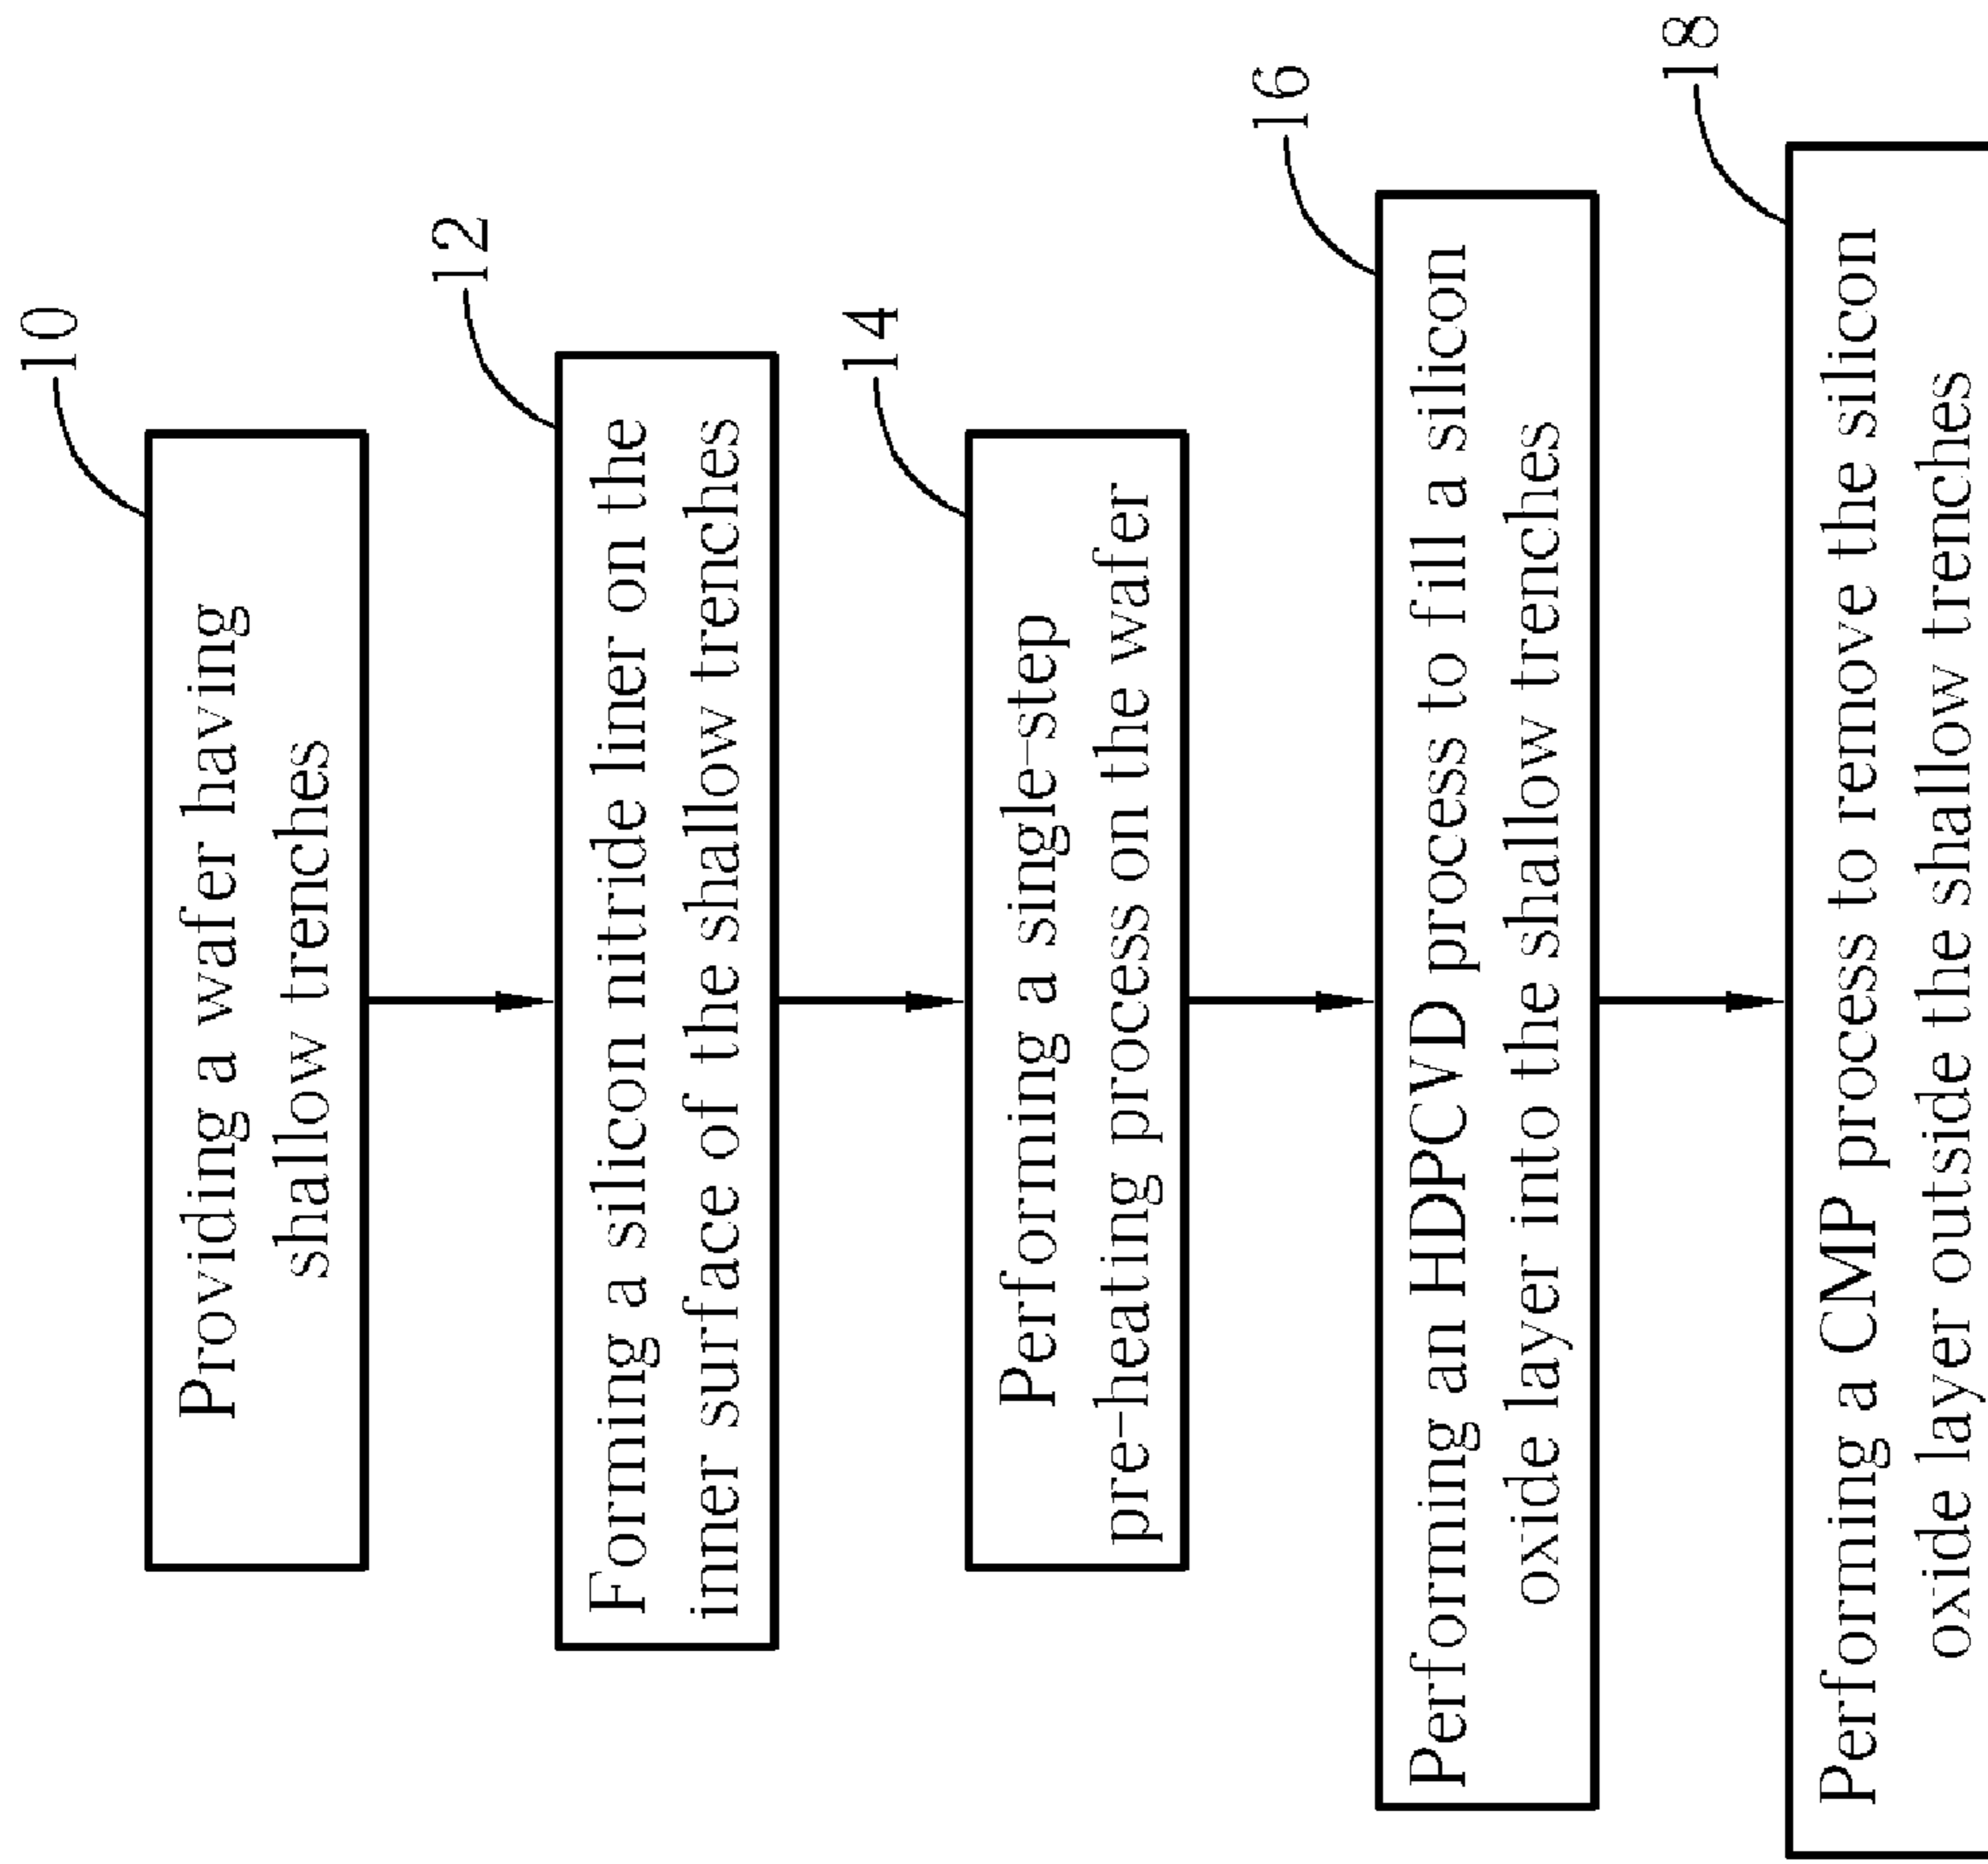 10
Providing a wafer having
shallow trenches
12
Forming a silicon nitride liner on the
inner surface of the shallow trenches
14
Performing a single-step
pre-heating process on the wafer
16
Performing an HDPCVD process to fill a silicon
oxide layer into the shallow trenches
18
Performing a CMP process to remove the silicon
oxide layer outside the shallow trenches